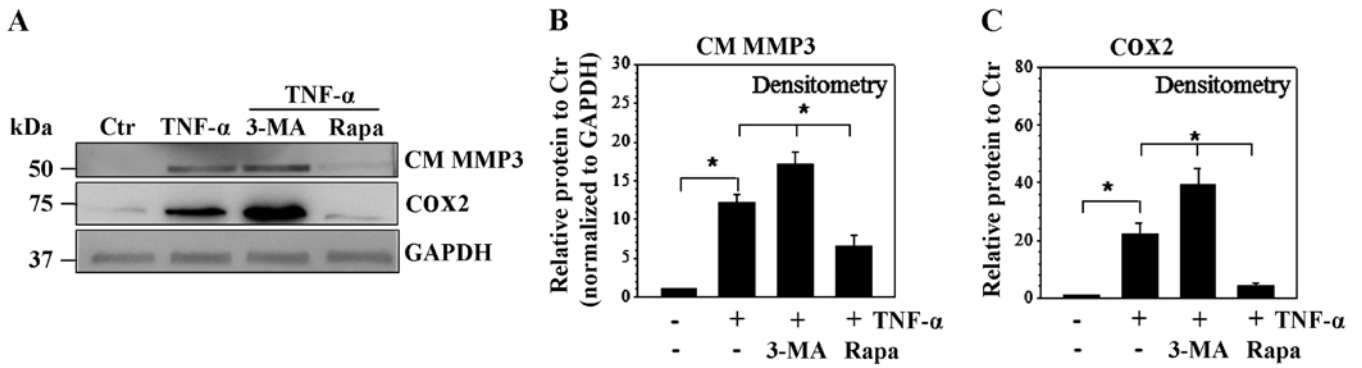 A
TNF-α
kDa Ctr TNF-α 3-MA Rapa
50 CM MMP3
75 COX2
37 GAPDH
B
CM MMP3
Densitometry
Relative protein to Ctr
(normalized to GAPDH)
30
25
20
15
10
5
0
*
*
- + + + TNF-α
- - 3-MA Rapa
C
COX2
Densitometry
Relative protein to Ctr
80
60
40
20
0
*
*
- + + + TNF-α
- - 3-MA Rapa